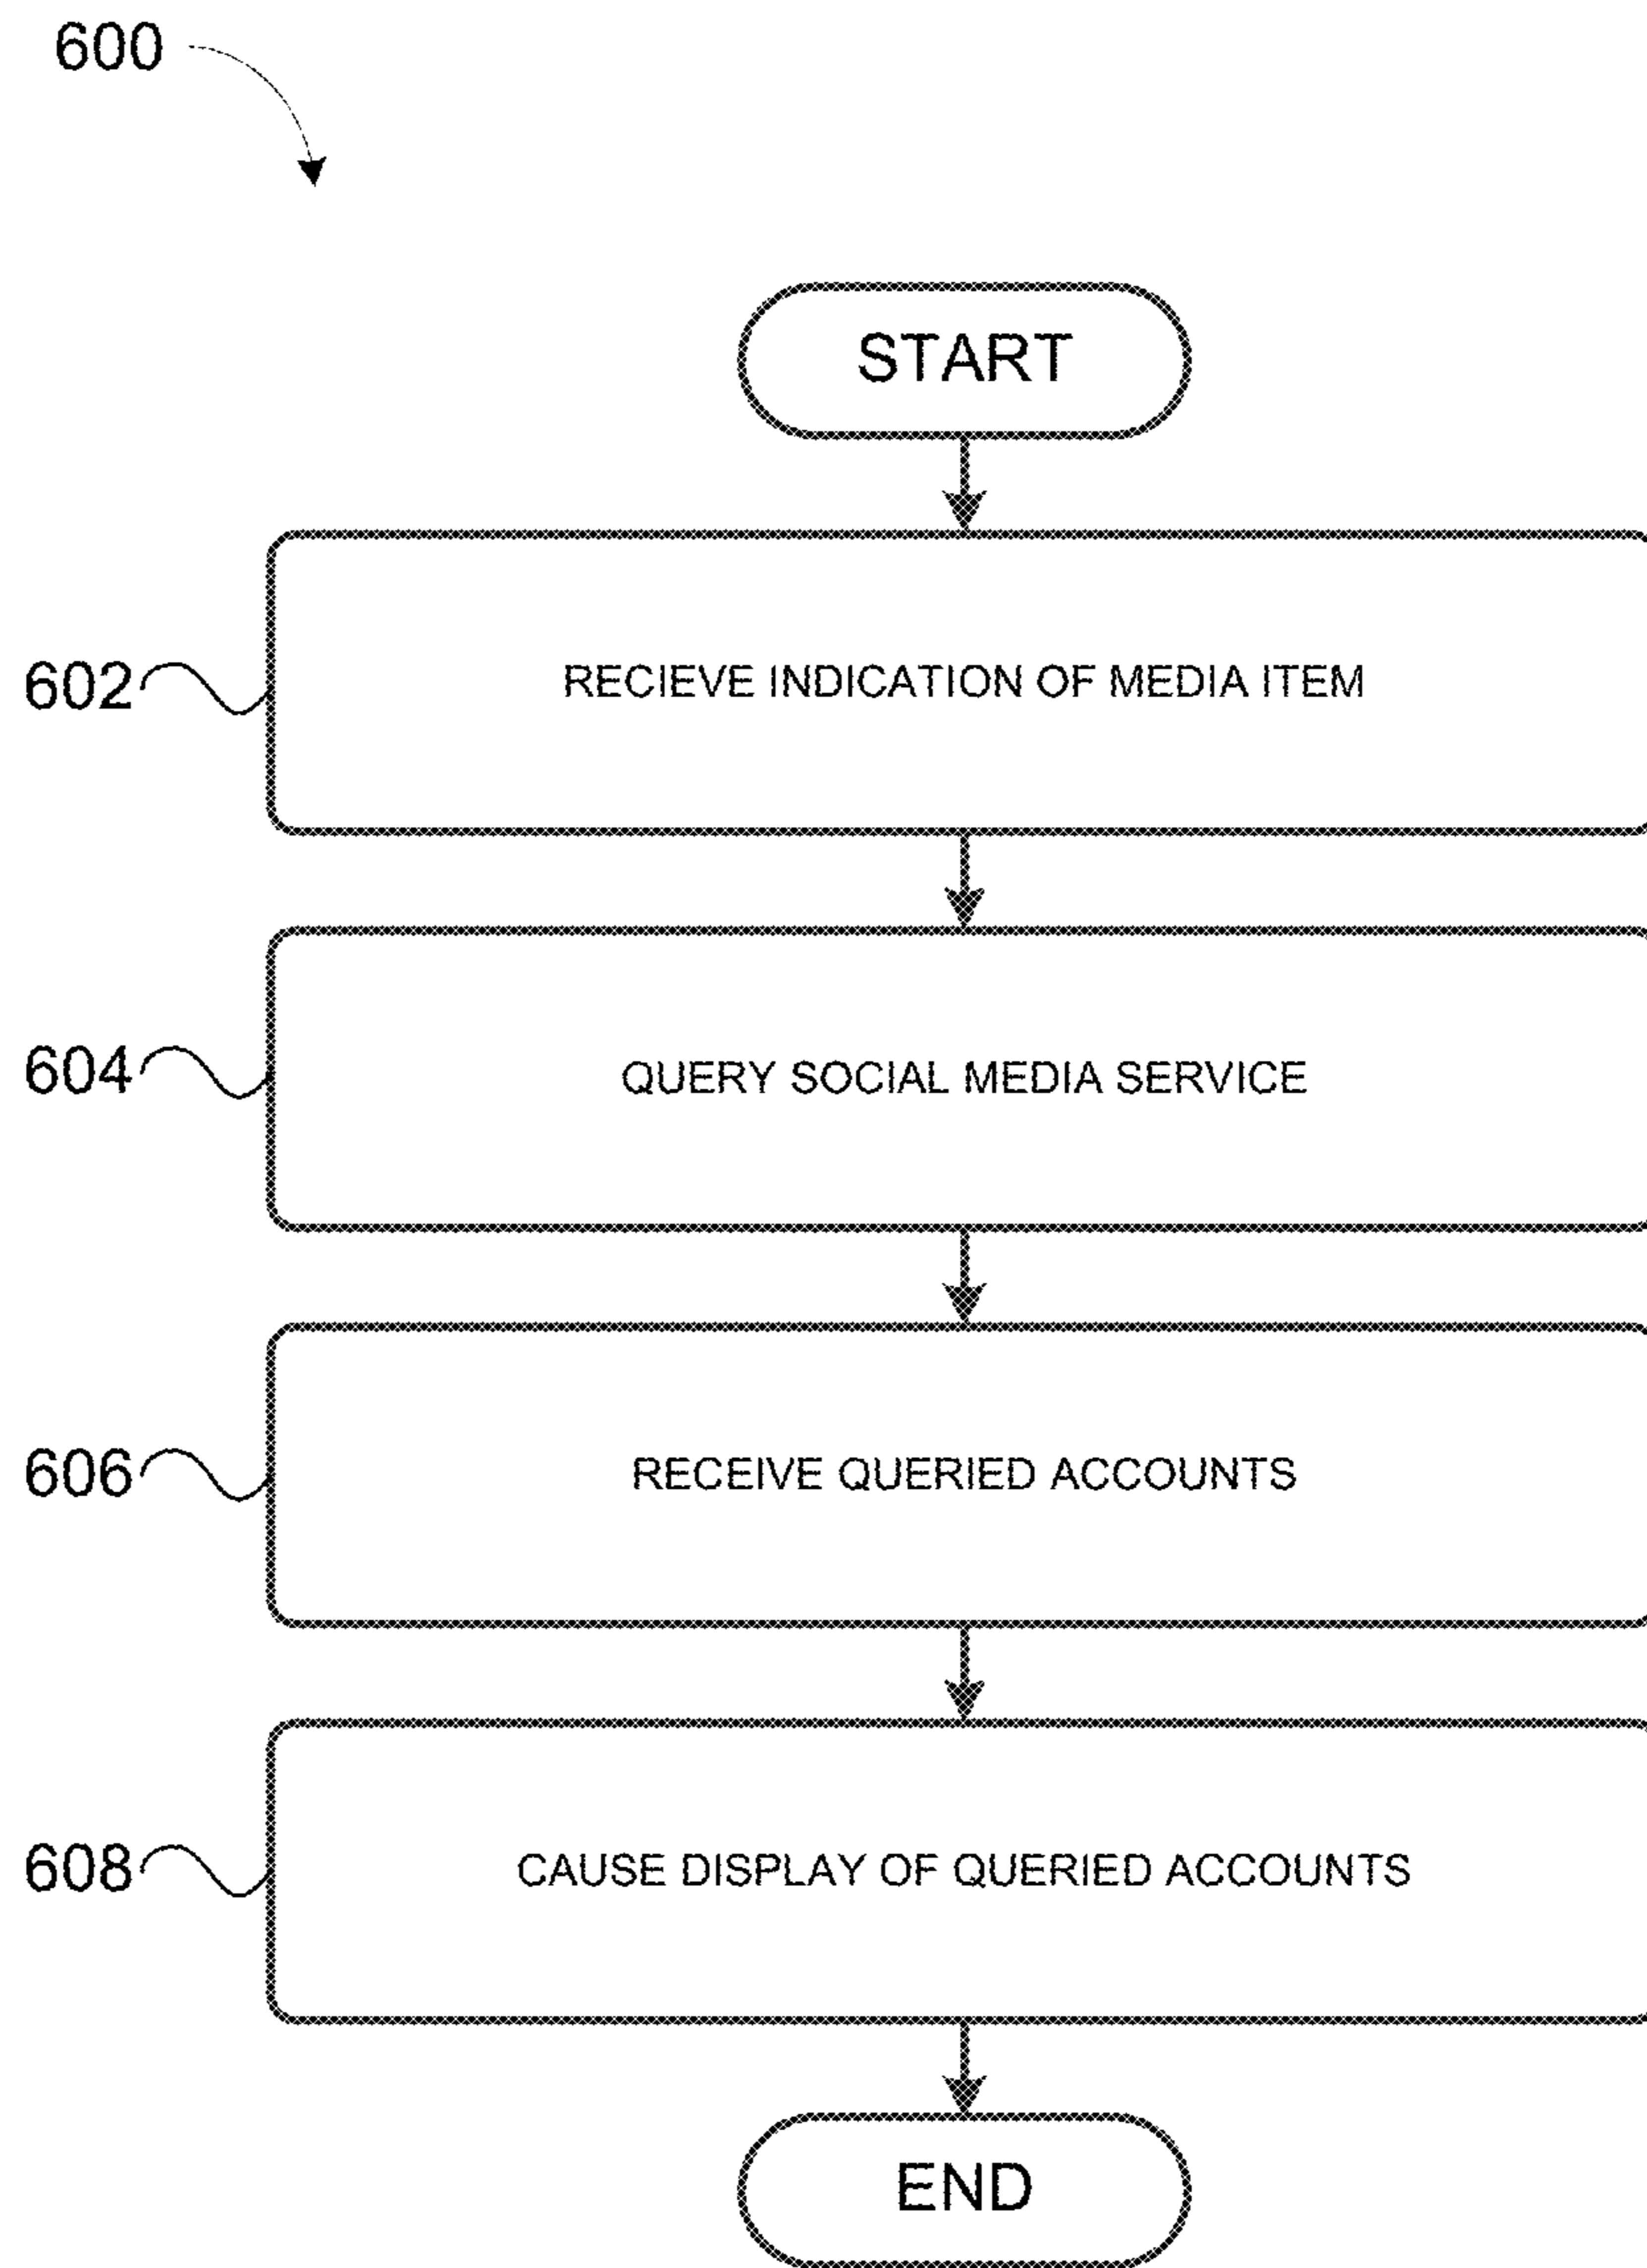 600
START
602
RECIEVE INDICATION OF MEDIA ITEM
604
QUERY SOCIAL MEDIA SERVICE
606
RECEIVE QUERIED ACCOUNTS
608
CAUSE DISPLAY OF QUERIED ACCOUNTS
END